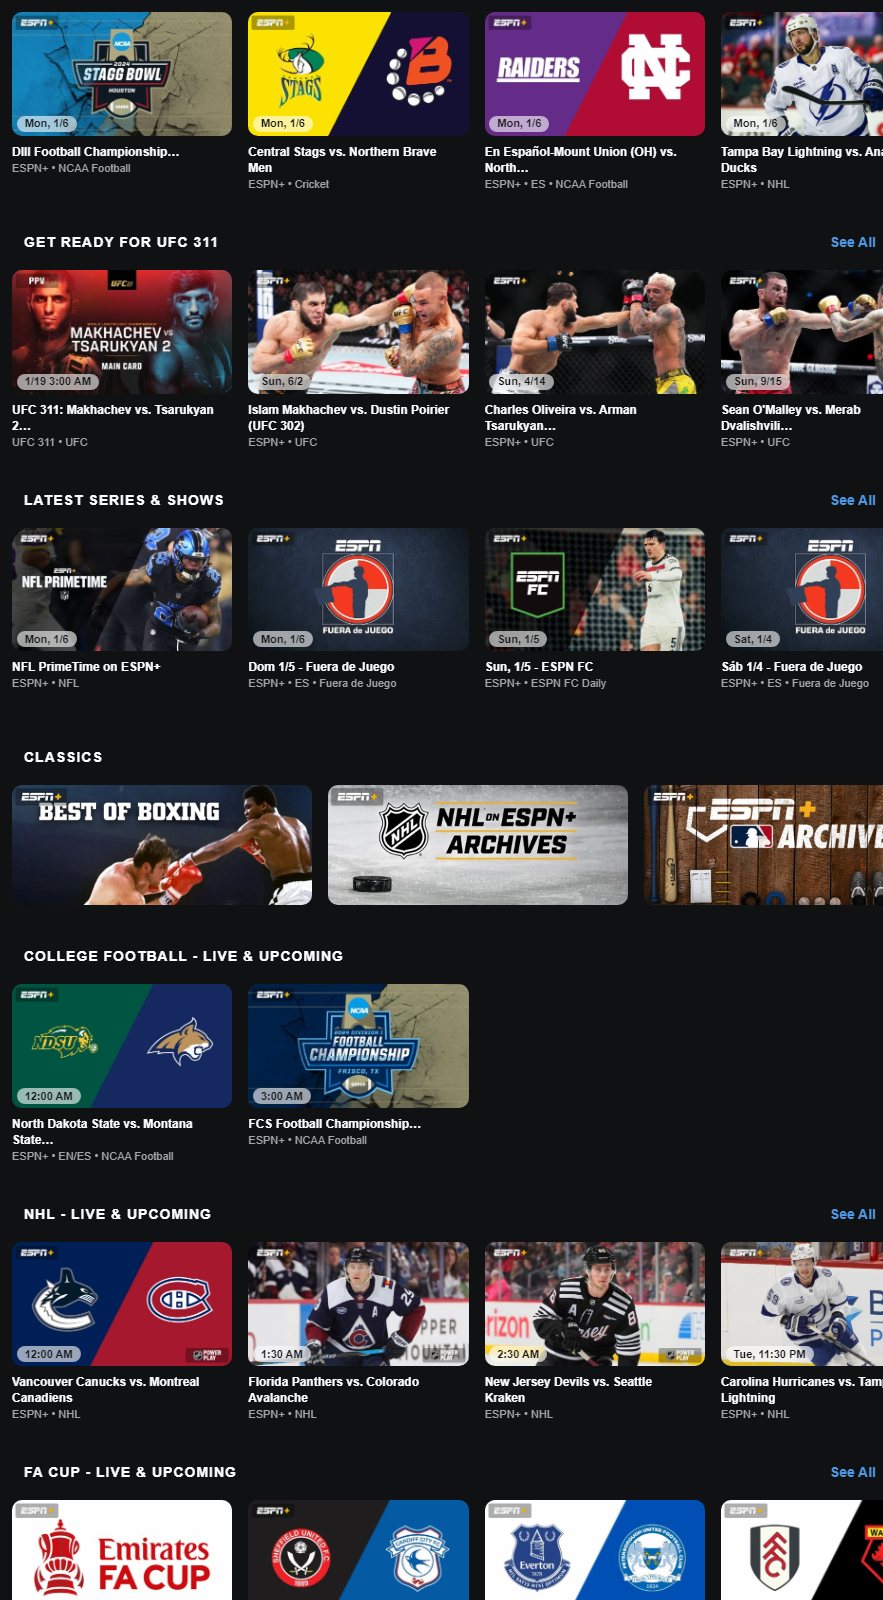 ESPN+
ESPN+
ESPN+
NCAA
2024
STAGG BOWL
HOUSTON
STAGS
B
RAIDERS
NC
Mon, 1/6
Mon, 1/6
Mon, 1/6
Mon, 1/6
DIII Football Championship...
ESPN+ • NCAA Football
Central Stags vs. Northern Brave
Men
ESPN+ • Cricket
En Español-Mount Union (OH) vs.
North...
ESPN+ • ES • NCAA Football
Tampa Bay Lightning vs. Ana
Ducks
ESPN+ • NHL
GET READY FOR UFC 311
See All
PPV
UFC
MAKHACHEV VS
TSARUKYAN 2
MAIN CARD
1/19 3:00 AM
ESPN+
Sun, 6/2
ESPN+
Sun, 4/14
ESPN+
Sun, 9/15
UFC 311: Makhachev vs. Tsarukyan
2...
UFC 311 • UFC
Islam Makhachev vs. Dustin Poirier
(UFC 302)
ESPN+ • UFC
Charles Oliveira vs. Arman
Tsarukyan...
ESPN+ • UFC
Sean O'Malley vs. Merab
Dvalishvili...
ESPN+ • UFC
LATEST SERIES & SHOWS
See All
ESPN+
ESPN+
NFL PRIMETIME
Mon, 1/6
ESPN+
ESPN
FUERA de JUEGO
Mon, 1/6
ESPN+
ESPN
FC
Sun, 1/5
ESPN+
ESPN
FUERA de JUEGO
Sat, 1/4
NFL PrimeTime on ESPN+
ESPN+ • NFL
Dom 1/5 - Fuera de Juego
ESPN+ • ES • Fuera de Juego
Sun, 1/5 - ESPN FC
ESPN+ • ESPN FC Daily
Sáb 1/4 - Fuera de Juego
ESPN+ • ES • Fuera de Juego
CLASSICS
ESPN+
BEST OF BOXING
ESPN+
NHL
NHL ON ESPN+
ARCHIVES
ESPN+
ESPN+
ARCHIVE
COLLEGE FOOTBALL - LIVE & UPCOMING
ESPN+
NDSU
12:00 AM
ESPN+
NCAA
2024 DIVISION I
FOOTBALL
CHAMPIONSHIP
FRISCO, TX
3:00 AM
North Dakota State vs. Montana
State...
ESPN+ • EN/ES • NCAA Football
FCS Football Championship...
ESPN+ • NCAA Football
NHL - LIVE & UPCOMING
See All
ESPN+
12:00 AM
POWER
PLAY
ESPN+
A
UPPER
MOUNTAIN
1:30 AM
ESPN+
rizon
A
Jersey
8
2:30 AM
POWER
PLAY
ESPN+
Tue, 11:30 PM
Vancouver Canucks vs. Montreal
Canadiens
ESPN+ • NHL
Florida Panthers vs. Colorado
Avalanche
ESPN+ • NHL
New Jersey Devils vs. Seattle
Kraken
ESPN+ • NHL
Carolina Hurricanes vs. Tam
Lightning
ESPN+ • NHL
FA CUP - LIVE & UPCOMING
See All
ESPN+
Emirates
FA CUP
ESPN+
SHEFFIELD UNITED F.C.
1889
CARDIFF CITY FC
ESPN+
Everton
1878
NIL SATIS NISI OPTIMUM
PETERBOROUGH UNITED FOOTBALL CLUB
1934
ESPN+
FFC
WA